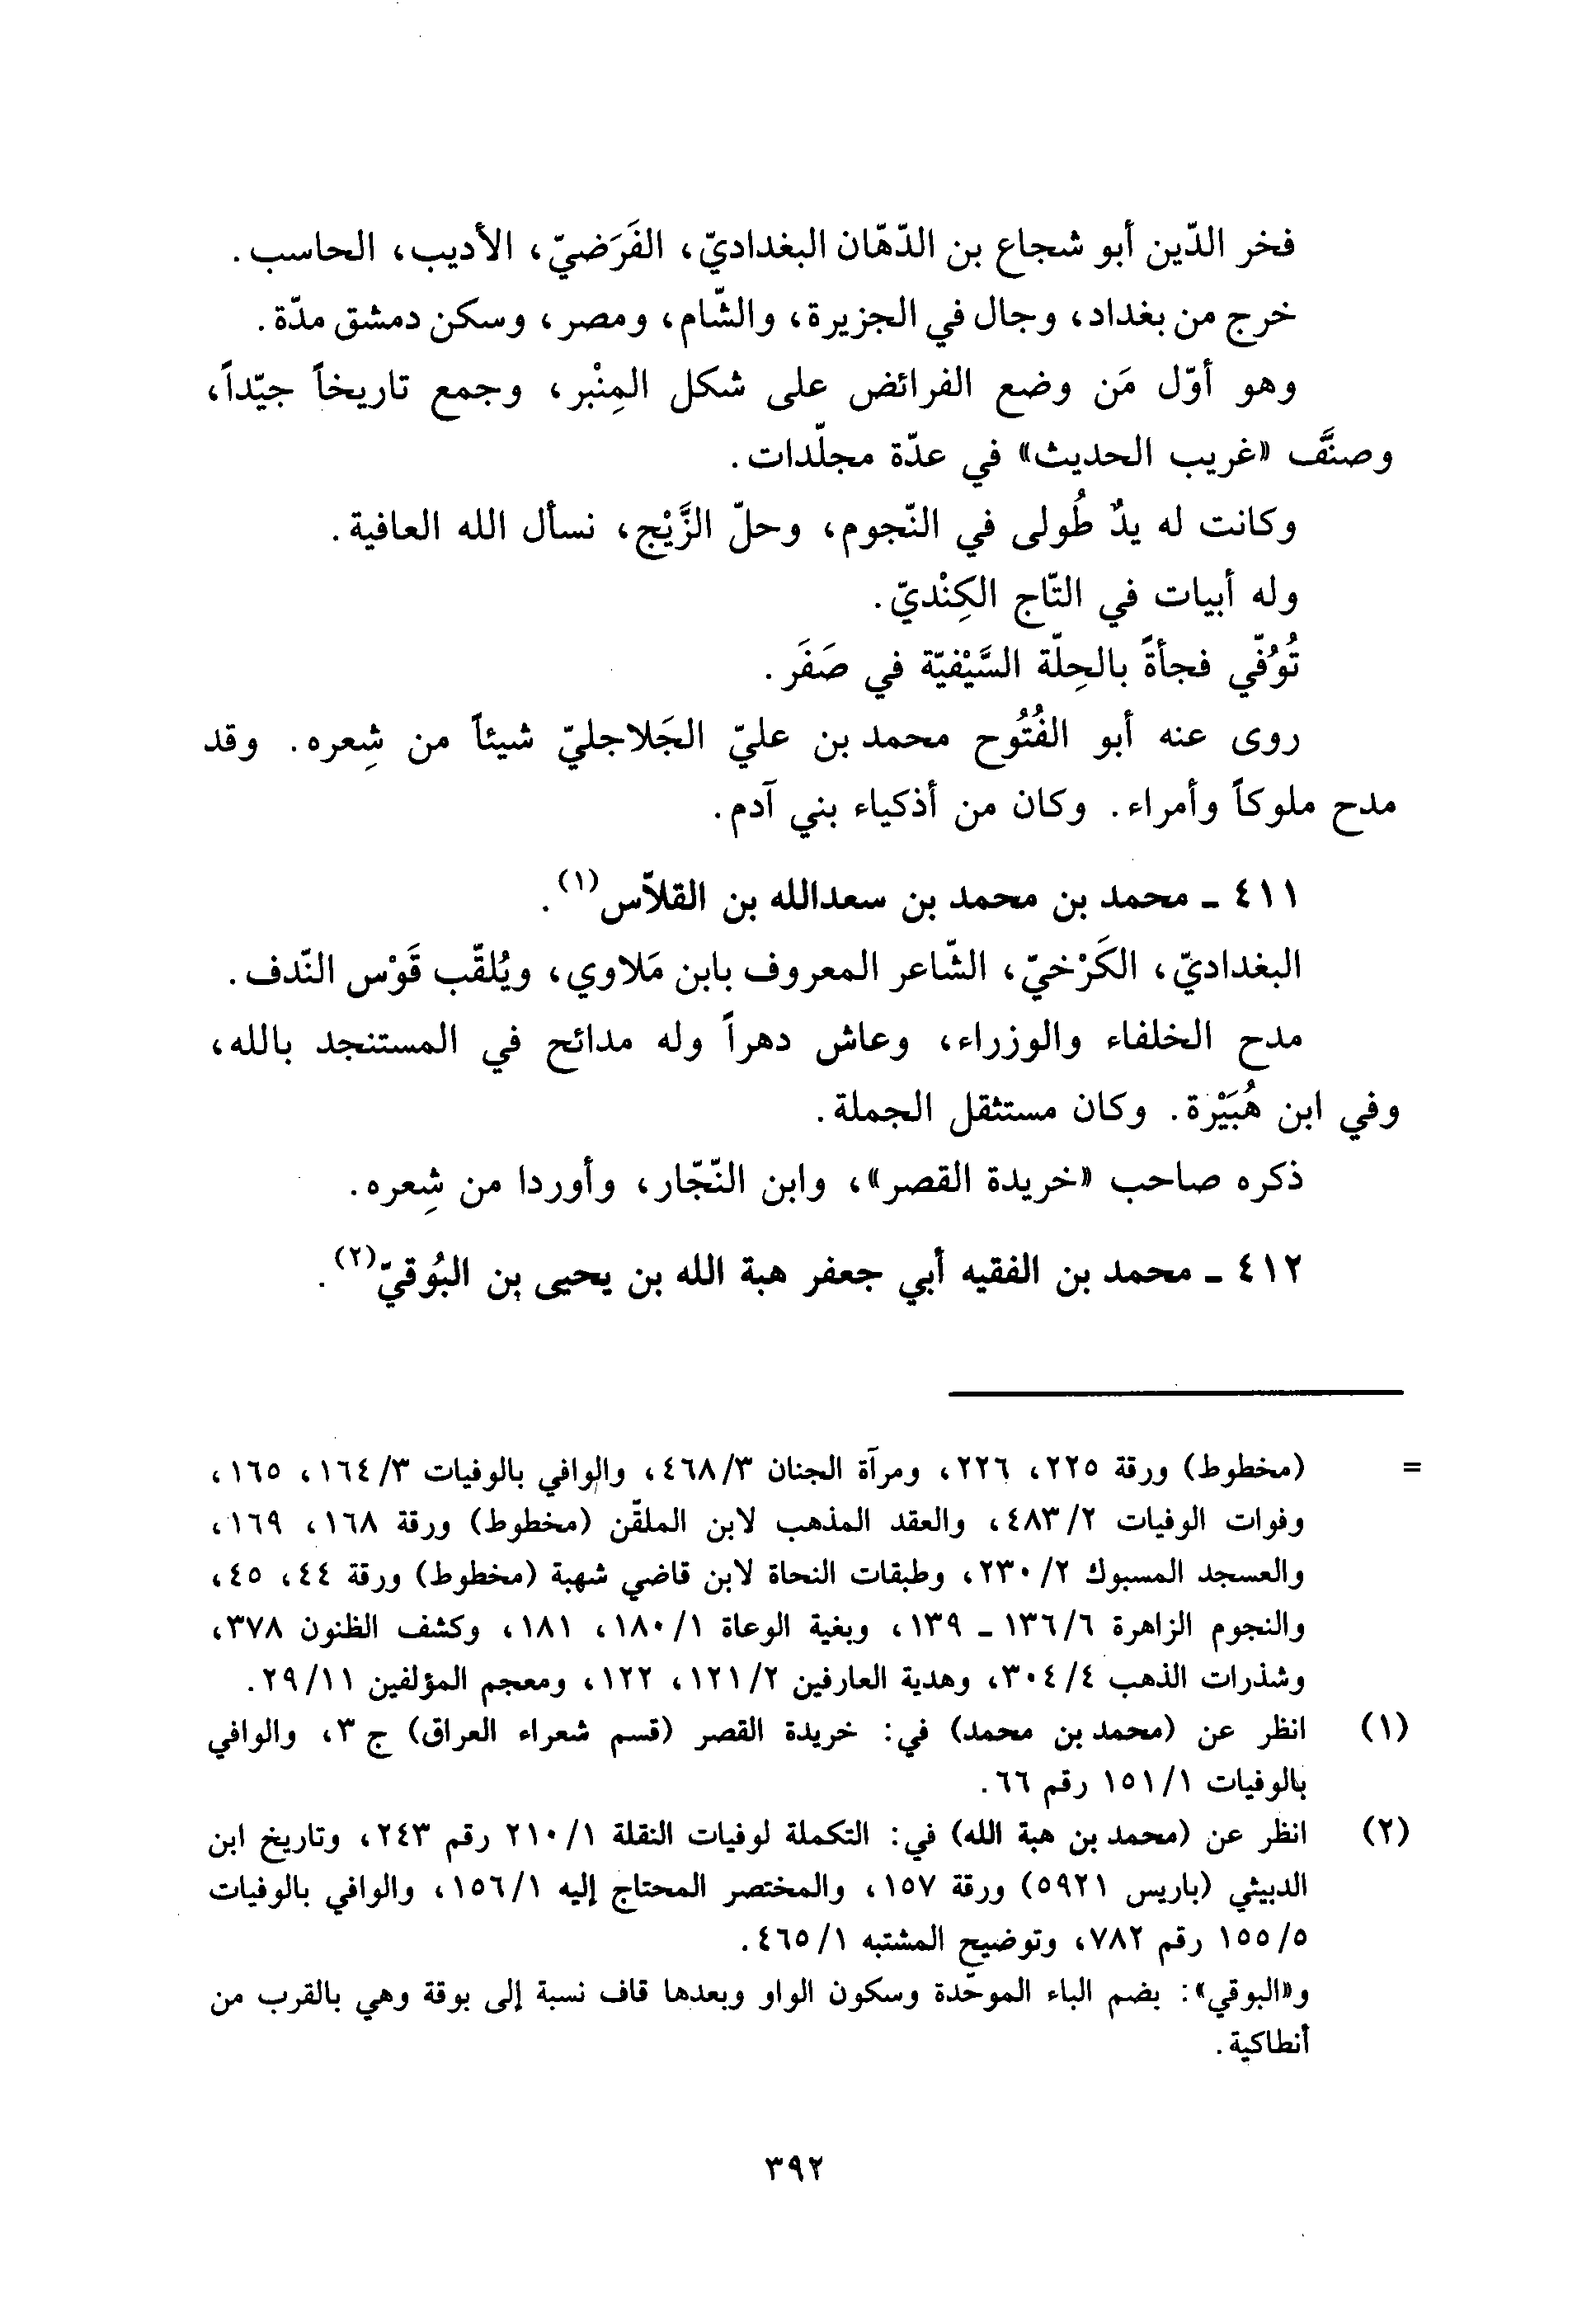 فخر الدّين أبو شجاع بن الدّهّان البغداديّ، الفَرَضيّ، الأديب، الحاسب.
خرج من بغداد، وجال في الجزيرة، والشّام، ومصر، وسكن دمشق مدّة.
وهو أوّل مَن وضع الفرائض على شكل المِنْبر، وجمع تاريخاً جيّداً،
وصنَّف «غريب الحديث» في عدّة مجلّدات.
وكانت له يدٌ طُولى في النّجوم، وحلّ الزَّيْج، نسأل الله العافية.
وله أبيات في التّاج الكِنْديّ.
تُوُفّي فجأةً بالحِلّة السَّيْفيّة في صَفَر.
روى عنه أبو الفُتُوح محمد بن عليّ الجَلاجليّ شيئاً من شِعره. وقد
مدح ملوكاً وأمراء. وكان من أذكياء بني آدم.
٤١١ ـ محمد بن محمد بن سعدالله بن القلاّس(١).
البغداديّ، الكَرْخيّ، الشّاعر المعروف بابن مَلاوي، ويُلقّب قَوْس النّدف.
مدح الخلفاء والوزراء، وعاش دهراً وله مدائح في المستنجد بالله،
وفي ابن هُبَيْرة. وكان مستثقل الجملة.
ذكره صاحب «خريدة القصر»، وابن النّجّار، وأوردا من شِعره.
٤١٢ ـ محمد بن الفقيه أبي جعفر هبة الله بن يحيى بن البُوقيّ(٢).
= (مخطوط) ورقة ٢٢٥، ٢٢٦، ومرآة الجنان ٤٦٨/٣، والوافي بالوفيات ١٦٤/٣، ١٦٥،
وفوات الوفيات ٤٨٣/٢، والعقد المذهب لابن الملقّن (مخطوط) ورقة ١٦٨، ١٦٩،
والعسجد المسبوك ٢٣٠/٢، وطبقات النحاة لابن قاضي شهبة (مخطوط) ورقة ٤٤، ٤٥،
والنجوم الزاهرة ١٣٦/٦ ـ ١٣٩، وبغية الوعاة ١٨٠/١، ١٨١، وكشف الظنون ٣٧٨،
وشذرات الذهب ٣٠٤/٤، وهدية العارفين ١٢١/٢، ١٢٢، ومعجم المؤلفين ٢٩/١١.
(١) انظر عن (محمد بن محمد) في: خريدة القصر (قسم شعراء العراق) ج ٣، والوافي
بالوفيات ١٥١/١ رقم ٦٦.
(٢) انظر عن (محمد بن هبة الله) في: التكملة لوفيات النقلة ٢١٠/١ رقم ٢٤٣، وتاريخ ابن
الدبيثي (باريس ٥٩٢١) ورقة ١٥٧، والمختصر المحتاج إليه ١٥٦/١، والوافي بالوفيات
١٥٥/٥ رقم ٧٨٢، وتوضيح المشتبه ٤٦٥/١.
و«البوقي»: بضم الباء الموحّدة وسكون الواو وبعدها قاف نسبة إلى بوقة وهي بالقرب من
أنطاكية.
٣٩٢